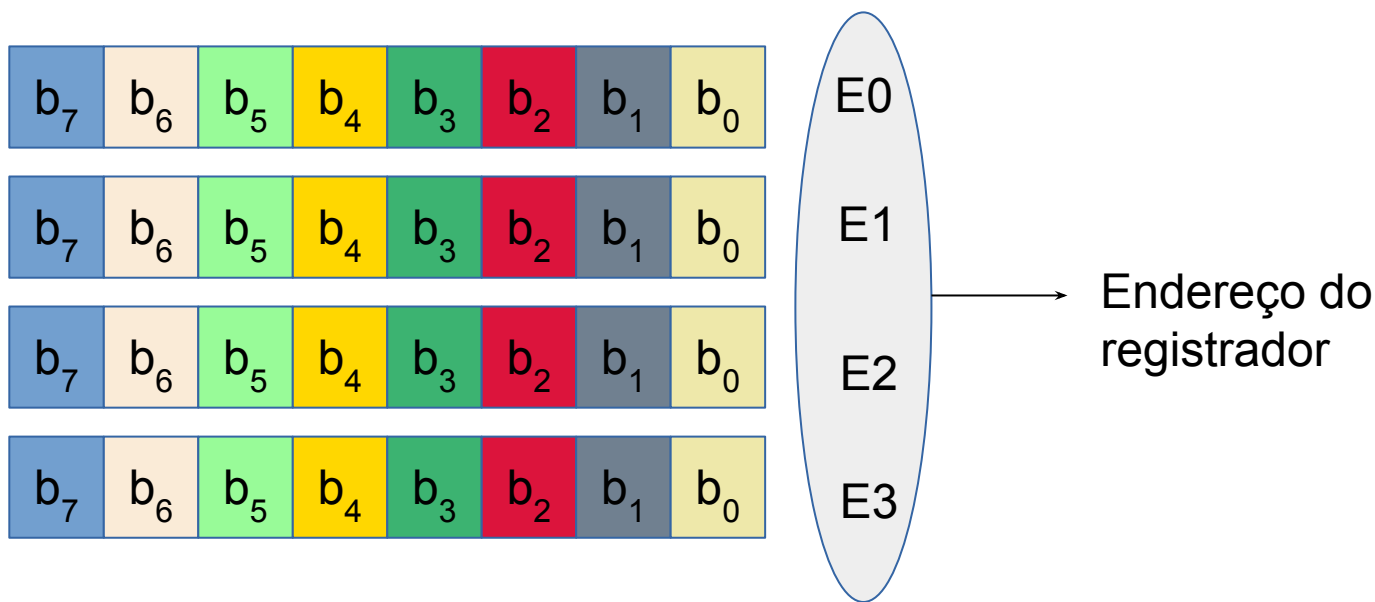 b7 b6 b5 b4 b3 b2 b1 b0 E0
b7 b6 b5 b4 b3 b2 b1 b0 E1
b7 b6 b5 b4 b3 b2 b1 b0 E2
b7 b6 b5 b4 b3 b2 b1 b0 E3
Endereço do
registrador